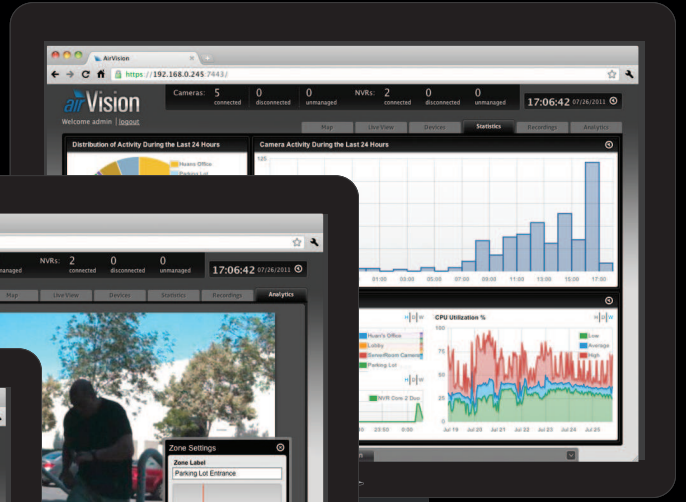 AirVision
https://192.168.0.245:7443/
airVision
Welcome admin | logout
Cameras: 5 connected 0 disconnected 0 unmanaged NVRs: 2 connected 0 disconnected 0 unmanaged
17:06:42 07/26/2011
Map Live View Devices Statistics Recordings Analytics
Distribution of Activity During the Last 24 Hours
Parking Lot
Camera Activity During the Last 24 Hours
125
01:00 03:00 05:00 07:00 09:00 11:00 13:00 15:00 17:00
H D W
Huan's Office
Lobby
ServerRoom Camera
Parking Lot
H D W
NVR Core 2 Duo
23:50 0:00
CPU Utilization %
H D W
100
75
50
25
0
Low
Average
High
Jul 19 Jul 20 Jul 21 Jul 22 Jul 23 Jul 24 Jul 25
NVRs: 2 connected 0 disconnected 0 unmanaged
17:06:42 07/26/2011
Map Live View Devices Statistics Recordings Analytics
Zone Settings
Zone Label
Parking Lot Entrance